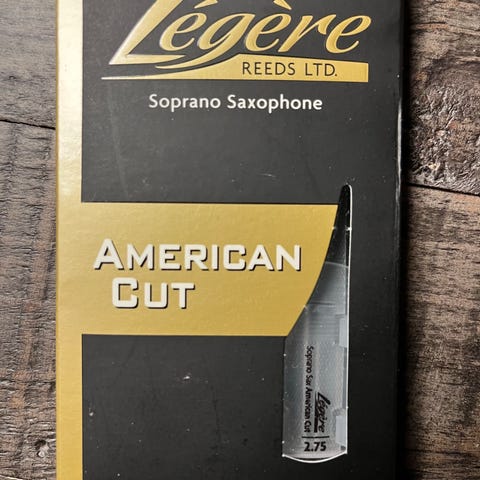 Légère
REEDS LTD.
Soprano Saxophone
AMERICAN
CUT
Légère
Soprano Sax American Cut
2.75